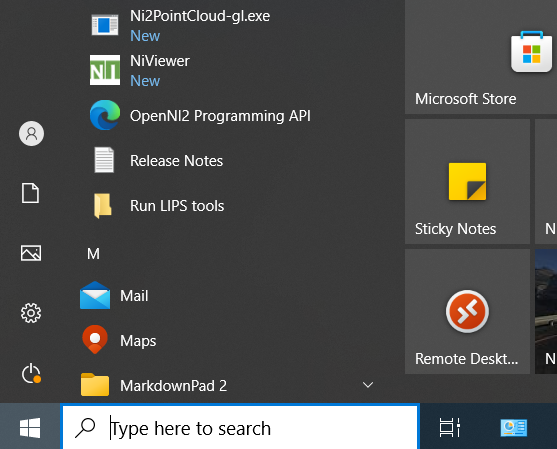 Ni2PointCloud-gl.exe
New
NI
NiViewer
New
OpenNI2 Programming API
Release Notes
Run LIPS tools
M
Mail
Maps
MarkdownPad 2
Microsoft Store
Sticky Notes
N
Remote Deskt...
N
Type here to search